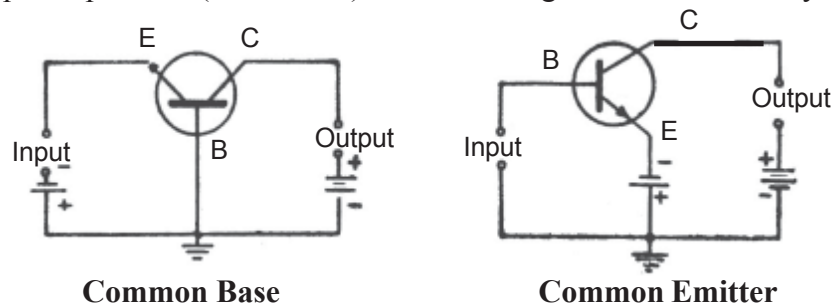 E C
B
Input
Output
-
+
+
-
Common Base
C
B
E
Input
Output
-
+
+
-
Common Emitter